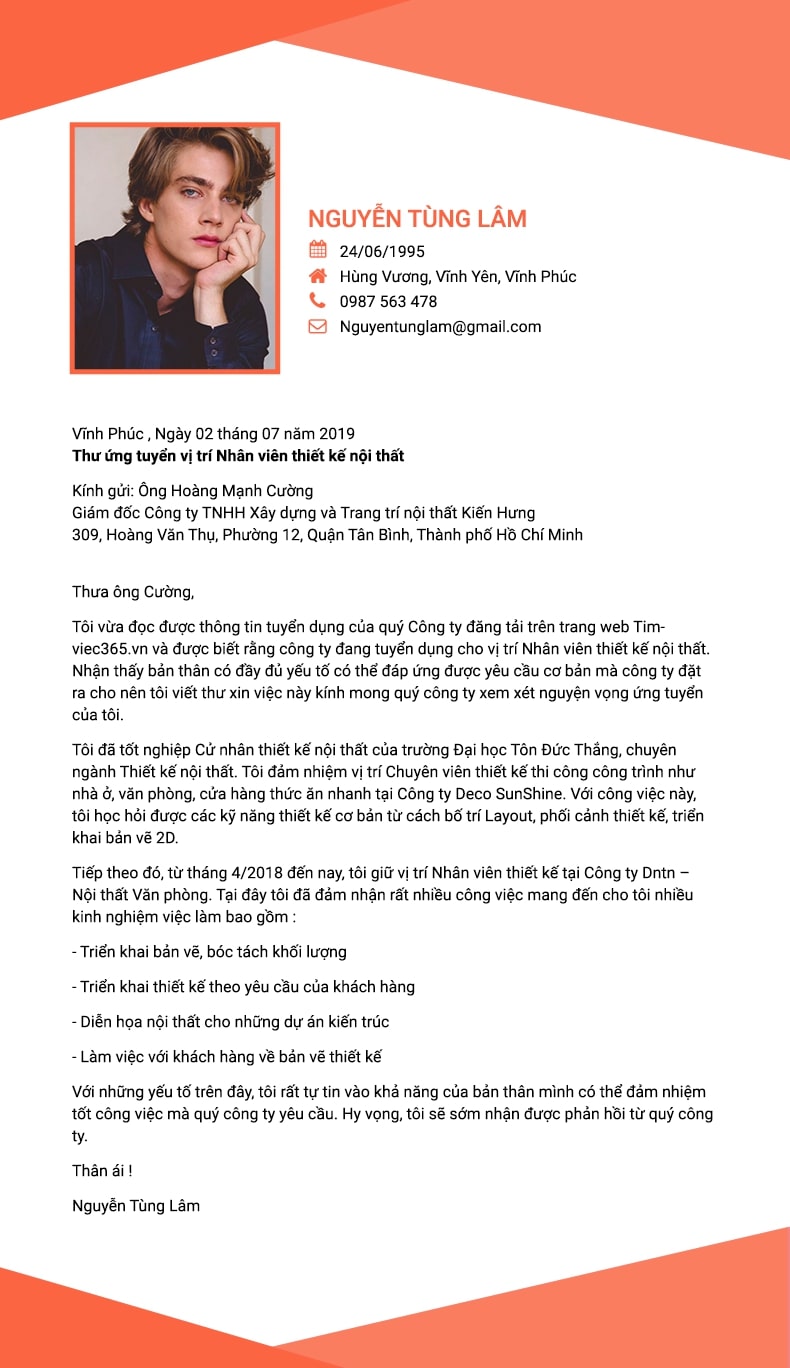 NGUYỄN TÙNG LÂM
24/06/1995
Hùng Vương, Vĩnh Yên, Vĩnh Phúc
0987 563 478
Nguyentunglam@gmail.com
Vĩnh Phúc , Ngày 02 tháng 07 năm 2019
Thư ứng tuyển vị trí Nhân viên thiết kế nội thất
Kính gửi: Ông Hoàng Mạnh Cường
Giám đốc Công ty TNHH Xây dựng và Trang trí nội thất Kiến Hưng
309, Hoàng Văn Thụ, Phường 12, Quận Tân Bình, Thành phố Hồ Chí Minh
Thưa ông Cường,
Tôi vừa đọc được thông tin tuyển dụng của quý Công ty đăng tải trên trang web Tim-
viec365.vn và được biết rằng công ty đang tuyển dụng cho vị trí Nhân viên thiết kế nội thất.
Nhận thấy bản thân có đầy đủ yếu tố có thể đáp ứng được yêu cầu cơ bản mà công ty đặt
ra cho nên tôi viết thư xin việc này kính mong quý công ty xem xét nguyện vọng ứng tuyển
của tôi.
Tôi đã tốt nghiệp Cử nhân thiết kế nội thất của trường Đại học Tôn Đức Thắng, chuyên
ngành Thiết kế nội thất. Tôi đảm nhiệm vị trí Chuyên viên thiết kế thi công công trình như
nhà ở, văn phòng, cửa hàng thức ăn nhanh tại Công ty Deco SunShine. Với công việc này,
tôi học hỏi được các kỹ năng thiết kế cơ bản từ cách bố trí Layout, phối cảnh thiết kế, triển
khai bản vẽ 2D.
Tiếp theo đó, từ tháng 4/2018 đến nay, tôi giữ vị trí Nhân viên thiết kế tại Công ty Dntn –
Nội thất Văn phòng. Tại đây tôi đã đảm nhận rất nhiều công việc mang đến cho tôi nhiều
kinh nghiệm việc làm bao gồm :
- Triển khai bản vẽ, bóc tách khối lượng
- Triển khai thiết kế theo yêu cầu của khách hàng
- Diễn họa nội thất cho những dự án kiến trúc
- Làm việc với khách hàng về bản vẽ thiết kế
Với những yếu tố trên đây, tôi rất tự tin vào khả năng của bản thân mình có thể đảm nhiệm
tốt công việc mà quý công ty yêu cầu. Hy vọng, tôi sẽ sớm nhận được phản hồi từ quý công
ty.
Thân ái !
Nguyễn Tùng Lâm